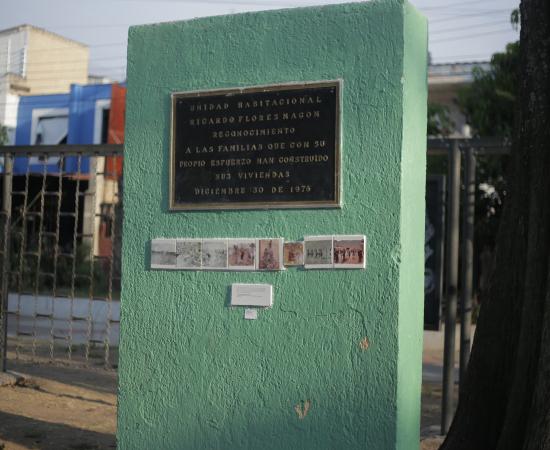 UNIDAD HABITACIONAL
RICARDO FLORES MAGON
RECONOCIMIENTO
A LAS FAMILIAS QUE CON SU
PROPIO ESFUERZO HAN CONSTRUIDO
SUS VIVIENDAS
DICIEMBRE 30 DE 1976